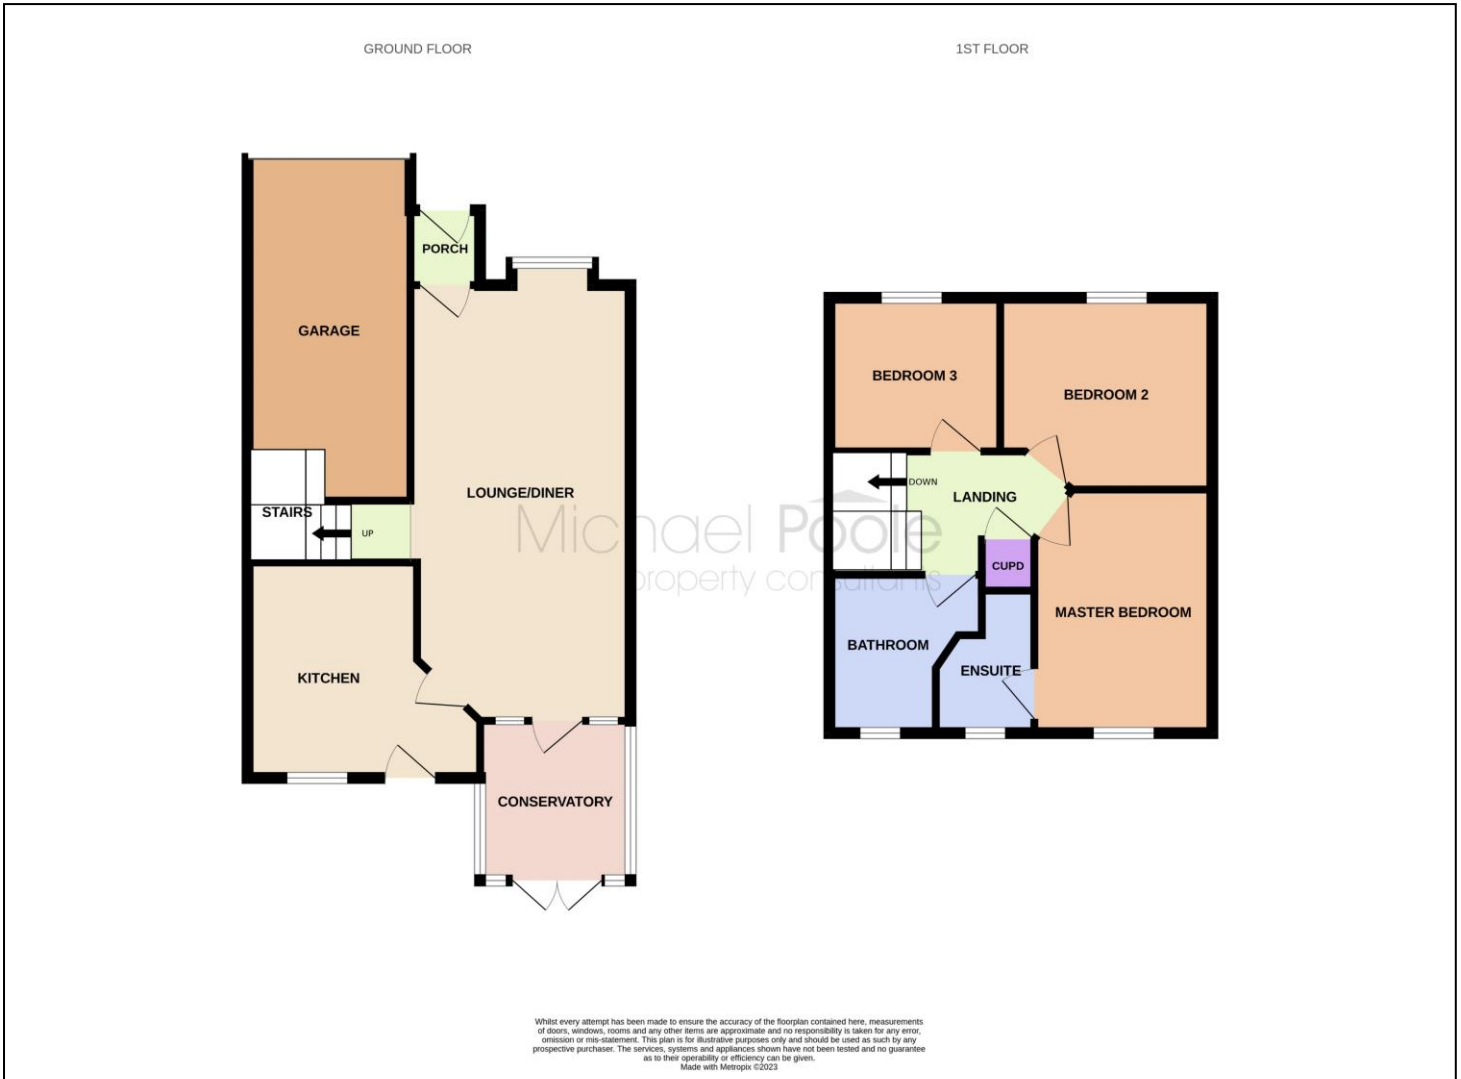 GROUND FLOOR
1ST FLOOR
PORCH
GARAGE
BEDROOM 3
BEDROOM 2
LOUNGE/DINER
DOWN
LANDING
STAIRS
UP
Michael Poole
property consultants
CUPD
MASTER BEDROOM
BATHROOM
ENSUITE
KITCHEN
CONSERVATORY
Whilst every attempt has been made to ensure the accuracy of the floorplan contained here, measurements
of doors, windows, rooms and any other items are approximate and no responsibility is taken for any error,
omission or mis-statement. This plan is for illustrative purposes only and should be used as such by any
prospective purchaser. The services, systems and appliances shown have not been tested and no guarantee
as to their operability or efficiency can be given.
Made with Metropix ©2023